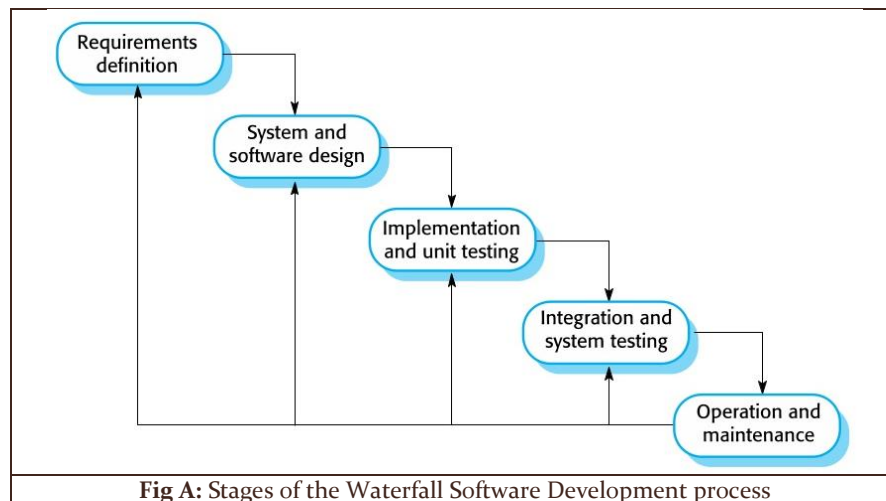 Requirements
definition
System and
software design
Implementation
and unit testing
Integration and
system testing
Operation and
maintenance
Fig A: Stages of the Waterfall Software Development process